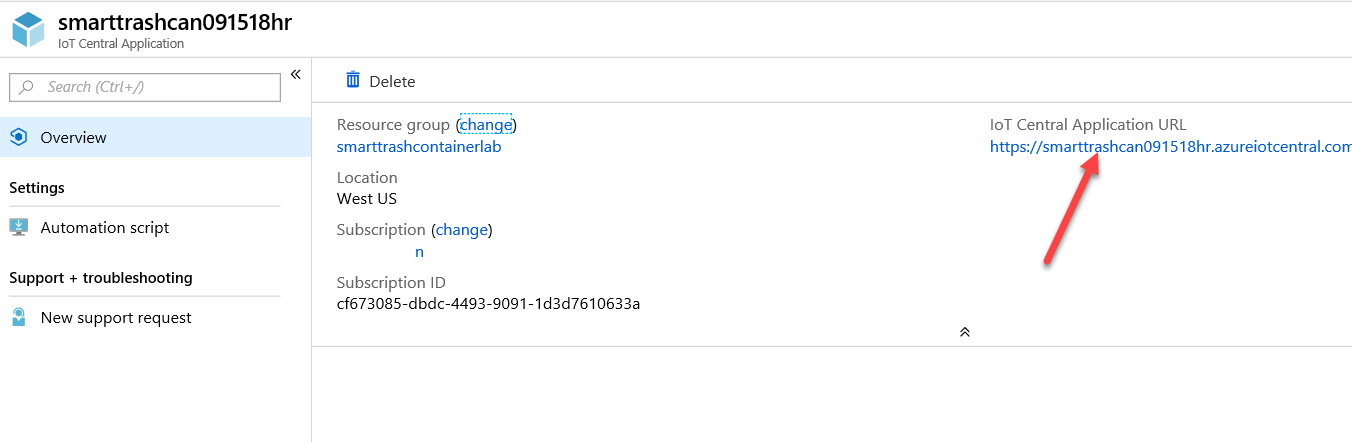 smarttrashcan091518hr
IoT Central Application
Search (Ctrl+/)
Overview
Settings
Automation script
Support + troubleshooting
New support request
Delete
Resource group (change)
smarttrashcontainerlab
Location
West US
Subscription (change)
n
Subscription ID
cf673085-dbdc-4493-9091-1d3d7610633a
IoT Central Application URL
https://smarttrashcan091518hr.azureiotcentral.com